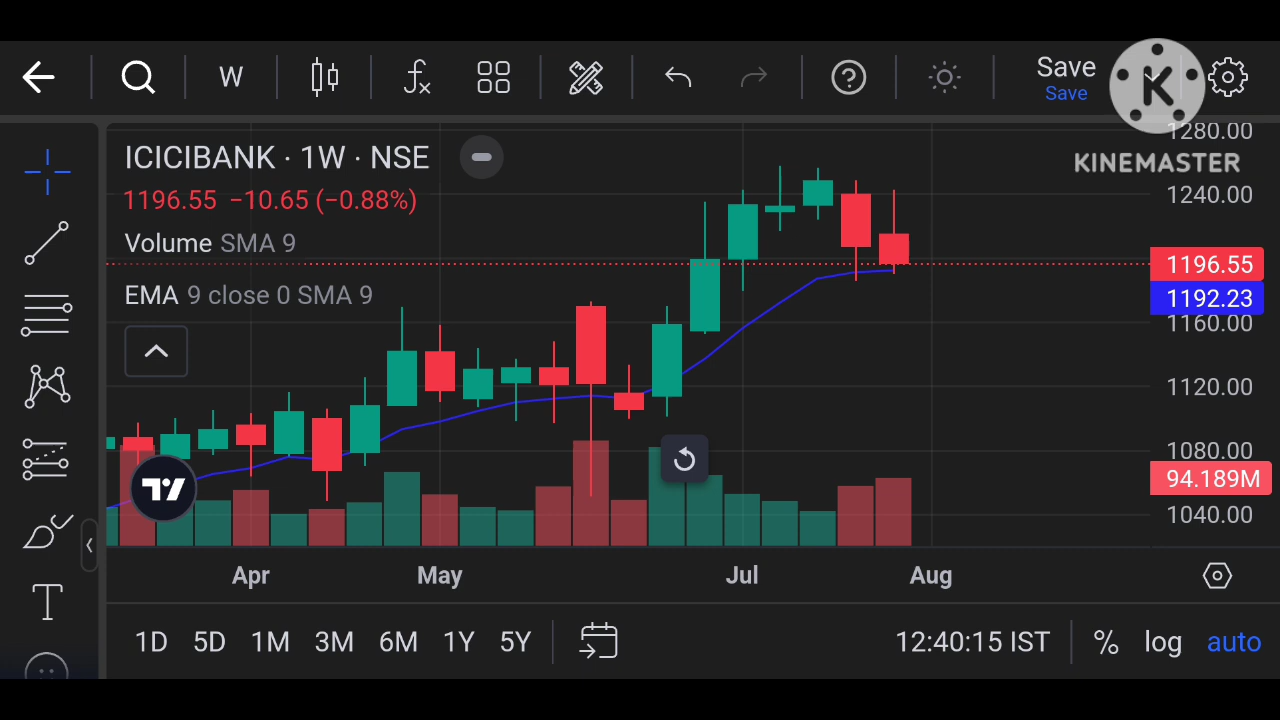 W
Save
Save
K
KINEMASTER
ICICIBANK · 1W · NSE
1196.55 −10.65 (−0.88%)
Volume SMA 9
EMA 9 close 0 SMA 9
1280.00
1240.00
1196.55
1192.23
1160.00
1120.00
1080.00
94.189M
1040.00
Apr May Jul Aug
1D 5D 1M 3M 6M 1Y 5Y 12:40:15 IST % log auto